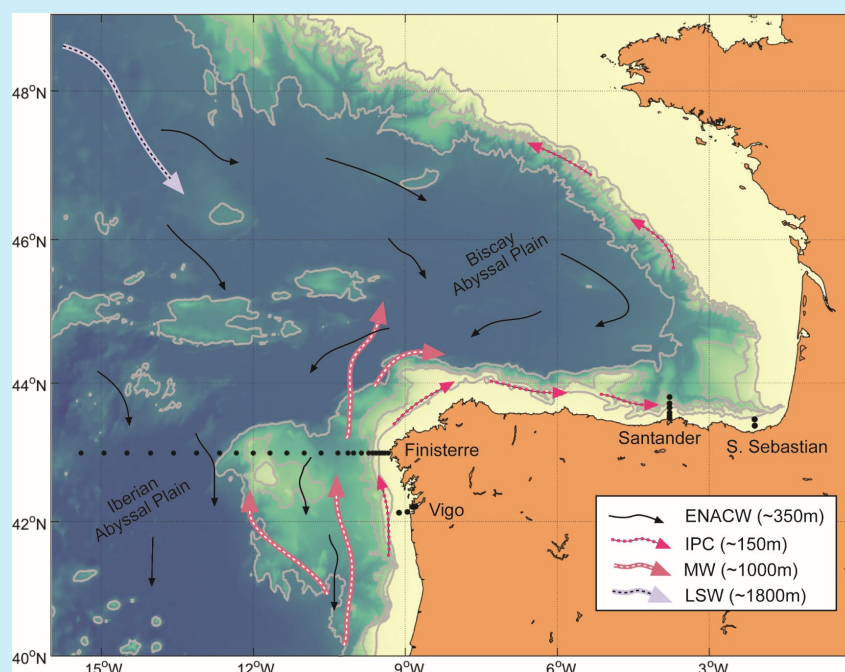 48°N
46°N
44°N
42°N
40°N
15°W
12°W
9°W
6°W
3°W
Biscay
Abyssal Plain
Iberian
Abyssal Plain
Finisterre
Vigo
Santander
S. Sebastian
ENACW (~350m)
IPC (~150m)
MW (~1000m)
LSW (~1800m)